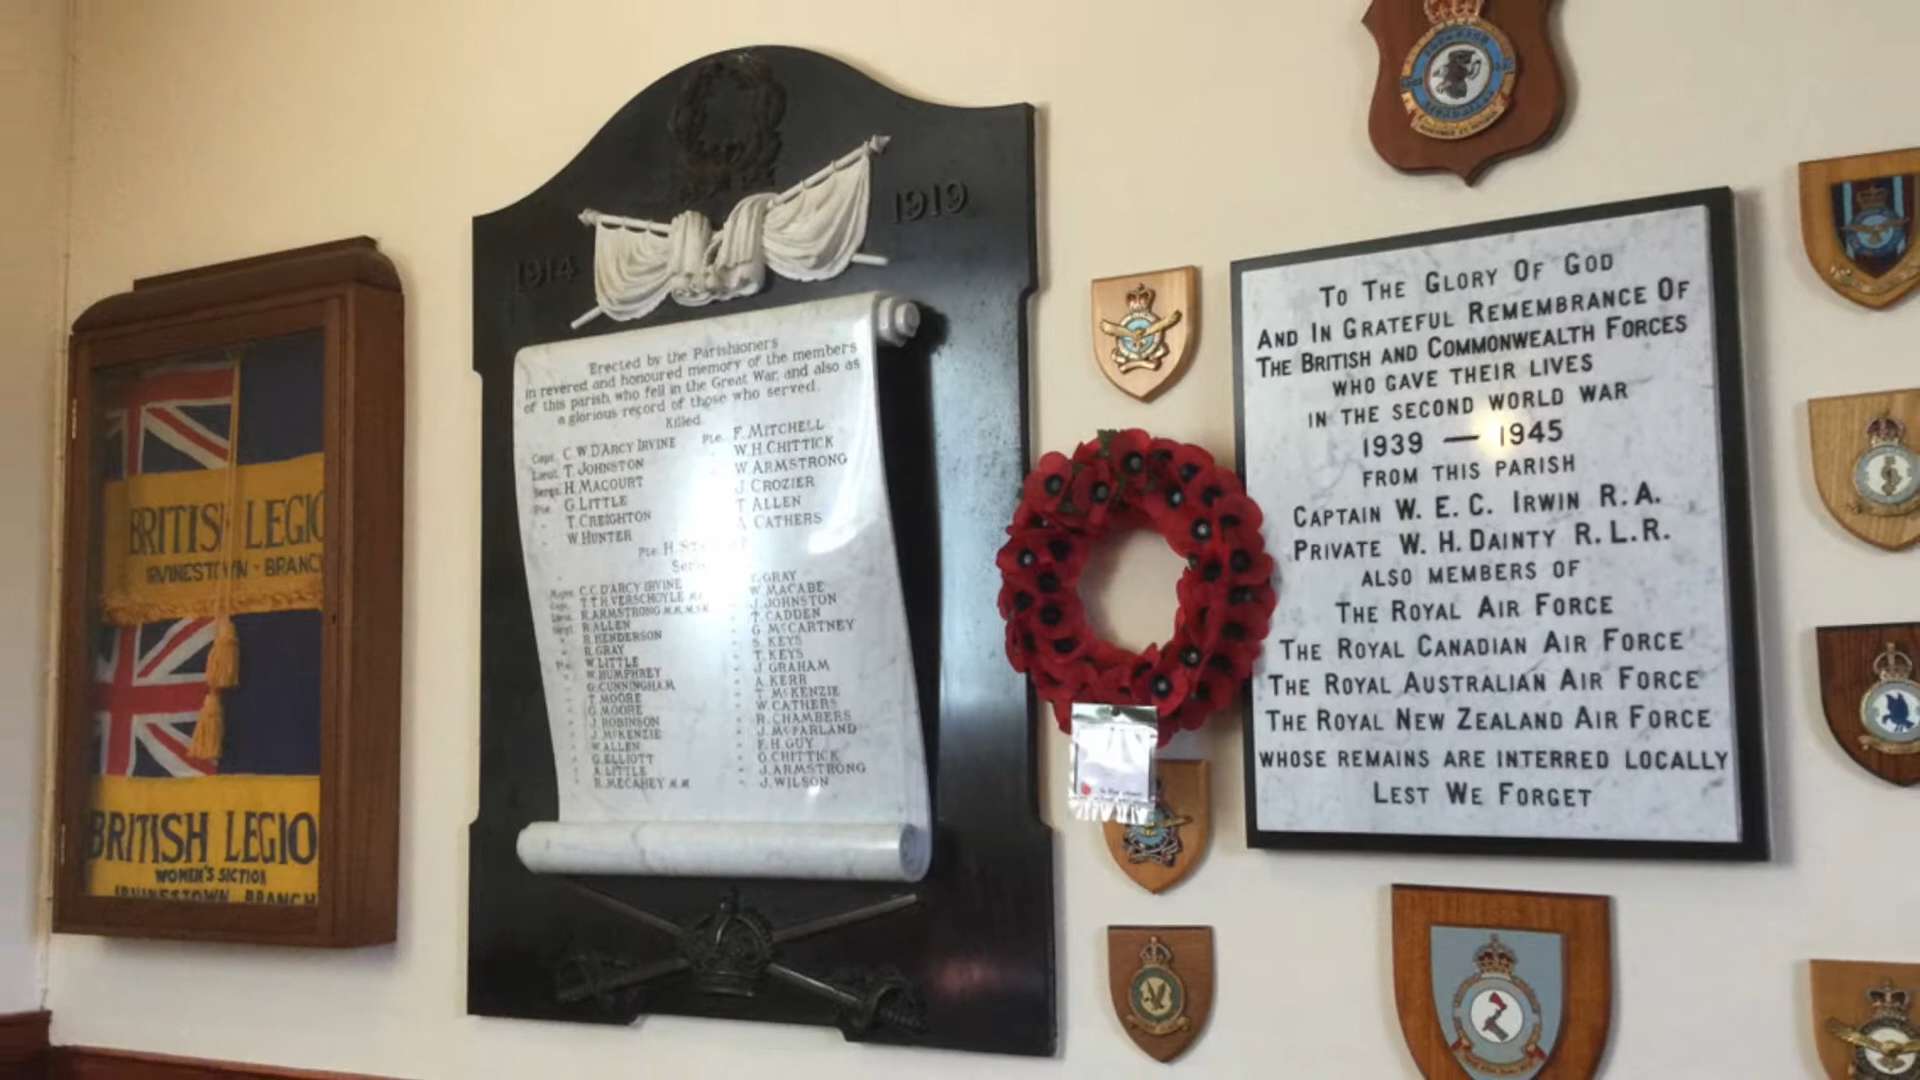 BRITISH LEGIO
IRVINESTOWN - BRANC
BRITISH LEGIO
WOMEN'S SECTION
IRVINESTOWN BRANCH
1914
1919
Erected by the Parishioners
in revered and honoured memory of the members
of this parish, who fell in the Great War, and also as
a glorious record of those who served.
Killed.
Capt. C. W. D'ARCY IRVINE Pte. F. MITCHELL
Lieut. T. JOHNSTON " W. H. CHITTICK
Sergt. H. MACOURT " W. ARMSTRONG
Pte. G. LITTLE " J. CROZIER
" T. CREIGHTON " T ALLEN
" W. HUNTER " A CATHERS
Pte. H. ST
Ser
Major. C. C. D'ARCY IRVINE GRAY
Capt. T. T. H. VERSCHOYLE W. MACABE
Lieut. R. ARMSTRONG J. JOHNSTON
Sergt. R. ALLEN " T. CADDEN
" R. HENDERSON " G. McCARTNEY
" R. GRAY " S. KEYS
Pte. W. LITTLE " T. KEYS
" W. HUMPHREY " J. GRAHAM
" G. CUNNINGHAM " A. KERR
" T. MOORE " T. McKENZIE
" G. MOORE " W. CATHERS
" J. ROBINSON " R. CHAMBERS
" J. McKENZIE " J. McFARLAND
" W. ALLEN " F. H. GUY
" G. ELLIOTT " O. CHITTICK
" A. LITTLE " J. ARMSTRONG
" R. MECAHEY M.M " J. WILSON
TO THE GLORY OF GOD
AND IN GRATEFUL REMEMBRANCE OF
THE BRITISH AND COMMONWEALTH FORCES
WHO GAVE THEIR LIVES
IN THE SECOND WORLD WAR
1939 — 1945
FROM THIS PARISH
CAPTAIN W. E. C. IRWIN R. A.
PRIVATE W. H. DAINTY R. L. R.
ALSO MEMBERS OF
THE ROYAL AIR FORCE
THE ROYAL CANADIAN AIR FORCE
THE ROYAL AUSTRALIAN AIR FORCE
THE ROYAL NEW ZEALAND AIR FORCE
WHOSE REMAINS ARE INTERRED LOCALLY
LEST WE FORGET